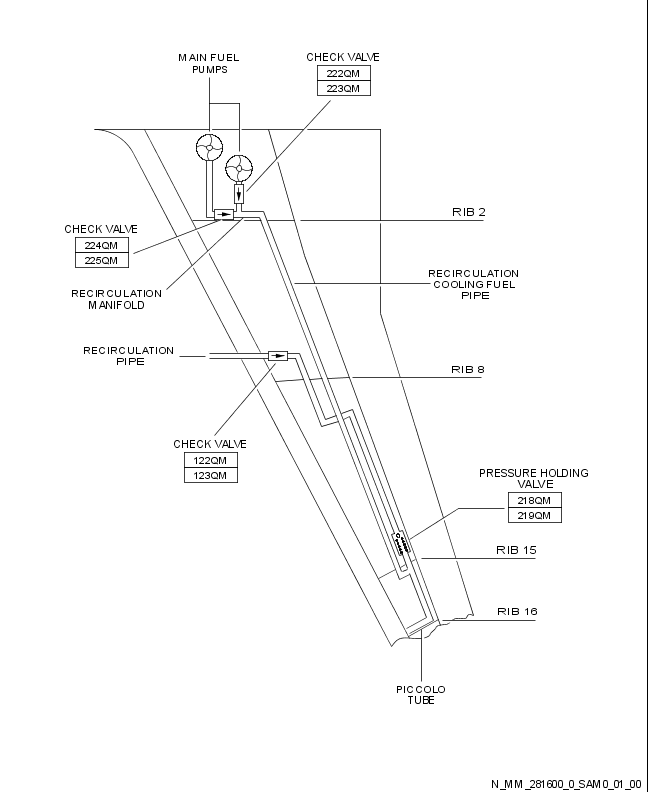 MAIN FUEL
PUMPS
CHECK VALVE
222QM
223QM
RIB 2
CHECK VALVE
224QM
225QM
RECIRCULATION
MANIFOLD
RECIRCULATION
COOLING FUEL
PIPE
RECIRCULATION
PIPE
RIB 8
CHECK VALVE
122QM
123QM
PRESSURE HOLDING
VALVE
218QM
219QM
RIB 15
RIB 16
PICCOLO
TUBE
N_MM_281600_0_SAM0_01_00